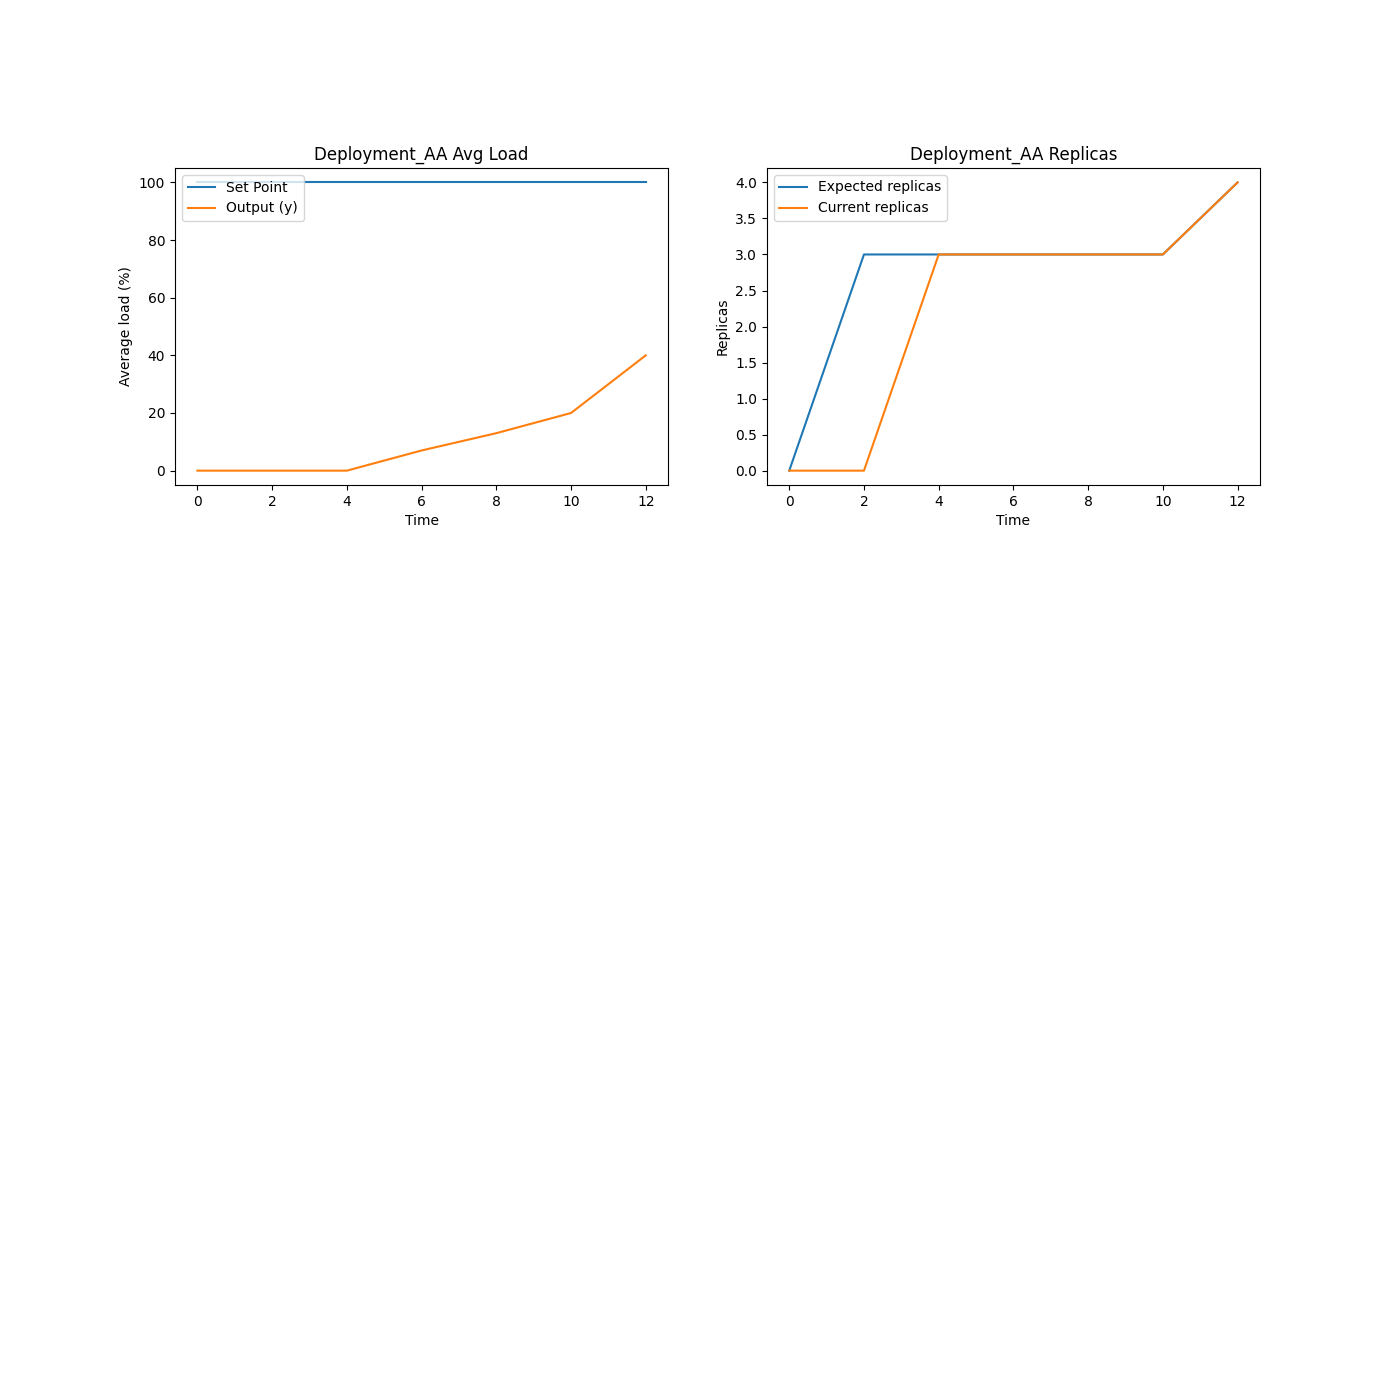 Deployment_AA Avg Load
Set Point
Output (y)
100
80
60
40
20
0
Average load (%)
0 2 4 6 8 10 12
Time
Deployment_AA Replicas
Expected replicas
Current replicas
4.0
3.5
3.0
2.5
2.0
1.5
1.0
0.5
0.0
Replicas
0 2 4 6 8 10 12
Time